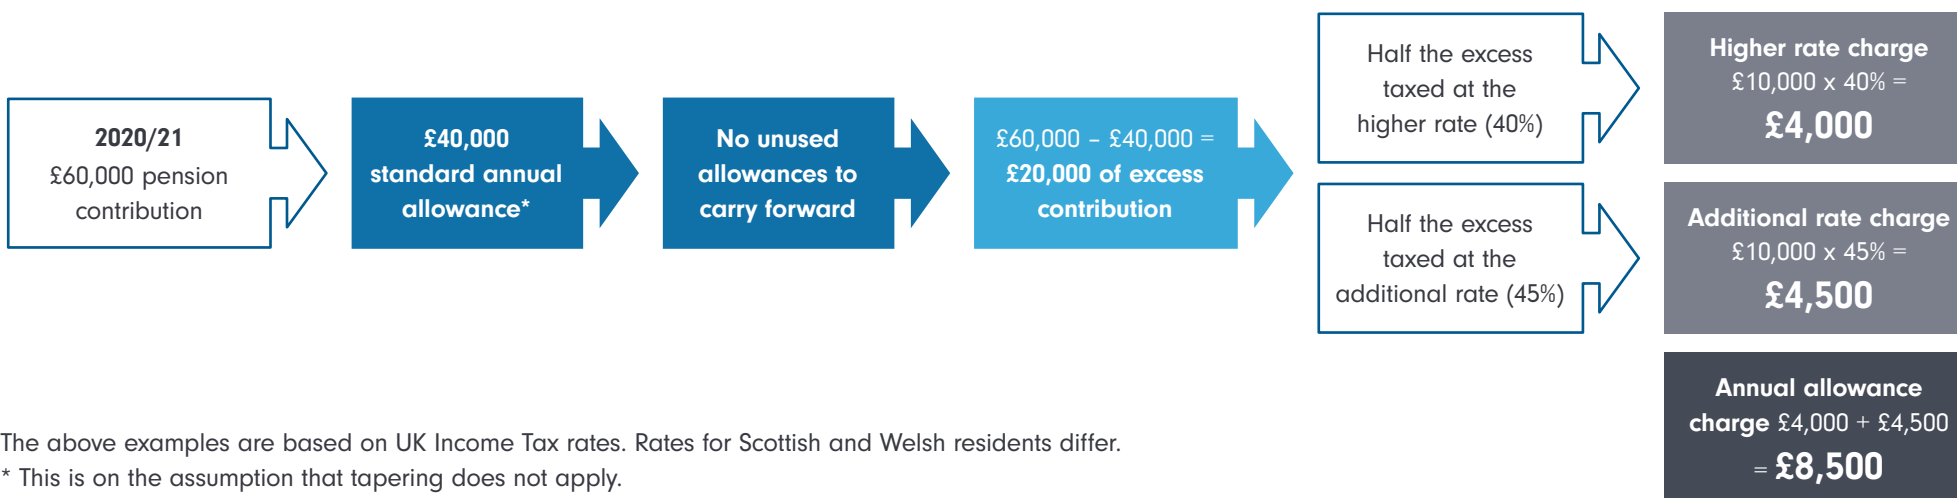 2020/21
£60,000 pension
contribution
£40,000
standard annual
allowance*
No unused
allowances to
carry forward
£60,000 – £40,000 =
£20,000 of excess
contribution
Half the excess
taxed at the
higher rate (40%)
Higher rate charge
£10,000 x 40% =
£4,000
Half the excess
taxed at the
additional rate (45%)
Additional rate charge
£10,000 x 45% =
£4,500
Annual allowance
charge £4,000 + £4,500
= £8,500
The above examples are based on UK Income Tax rates. Rates for Scottish and Welsh residents differ.
* This is on the assumption that tapering does not apply.